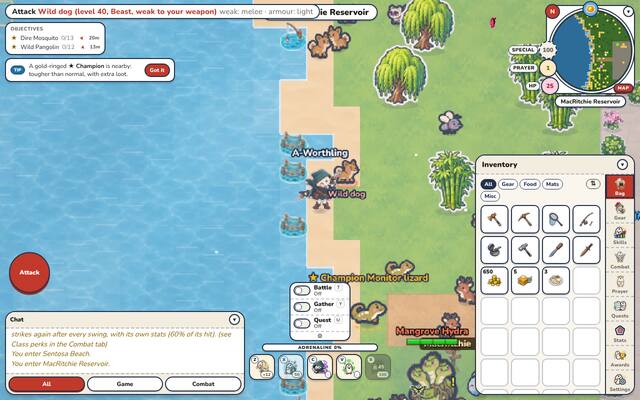 Attack Wild dog (level 40, Beast, weak to your weapon) weak: melee · armour: light
ie Reservoir
OBJECTIVES
Dire Mosquito 0/13 20m
Wild Pangolin 0/12 13m
TIP
A gold-ringed ★ Champion is nearby: tougher than normal, with extra loot.
Got it
N
SPECIAL 100
PRAYER 1
HP 25
MAP
MacRitchie Reservoir
A-Worthling
Wild dog
★ Champion Monitor lizard
Mangrove Hydra
Attack
Battle
Off
Gather
Off
Quest
Off
ADRENALINE 0%
Chat
strikes again after every swing, with its own stats (60% of its hit). (see
Class perks in the Combat tab)
You enter Sentosa Beach.
You enter MacRitchie Reservoir.
All
Game
Combat
Inventory
All
Gear
Food
Mats
Misc
650
5
3
Bag
Gear
Skills
Combat
Prayer
Quests
Stats
Awards
Settings